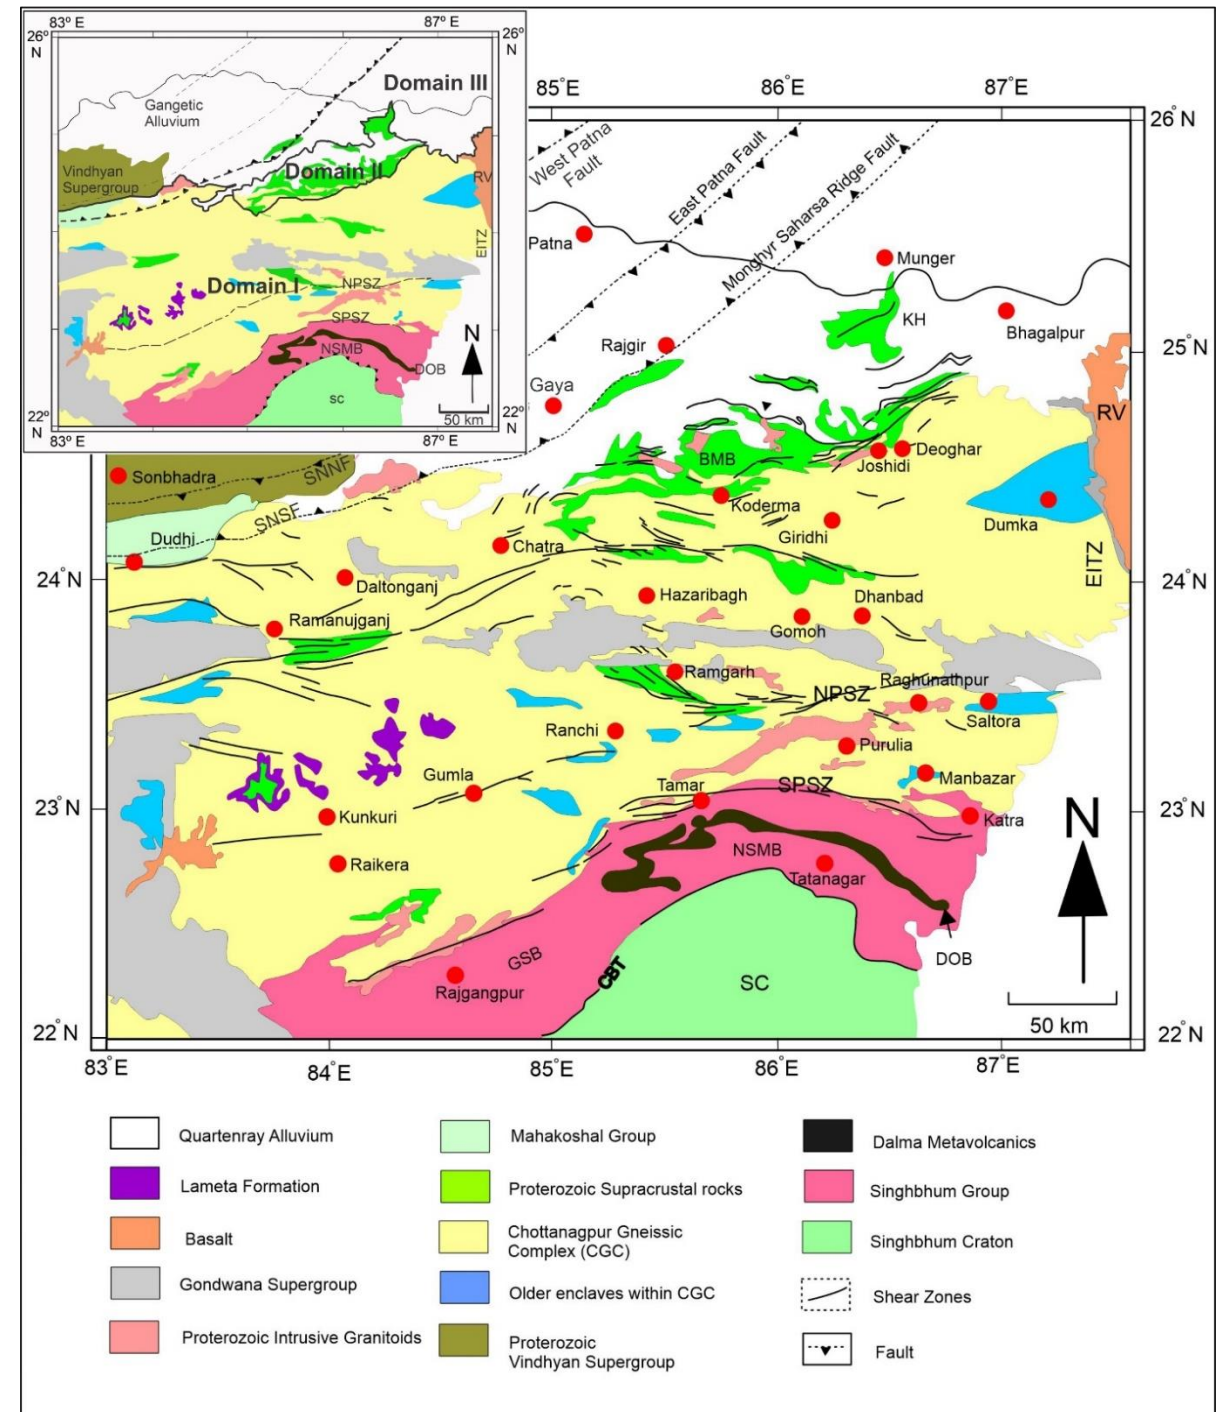 83° E
87° E
26°
N
26°
N
Domain III
Gangetic
Alluvium
Vindhyan
Supergroup
Domain II
RV
EITZ
Domain I
NPSZ
SPSZ
NSMB
DOB
SC
N
50 km
22°
N
22°
N
83° E
87° E
85°E
86°E
87°E
26°N
West Patna
Fault
East Patna Fault
Monghyr Saharsa Ridge Fault
Patna
Munger
KH
Bhagalpur
Rajgir
25°N
Gaya
RV
BMB
Deoghar
Joshidi
Sonbhadra
SNNF
SNSF
Koderma
Dumka
Giridhi
Dudhi
Chatra
EITZ
24°N
24°N
Daltonganj
Hazaribagh
Dhanbad
Ramanujganj
Gomoh
Ramgarh
Raghunathpur
NPSZ
Saltora
Ranchi
Purulia
Gumla
Tamar
SPSZ
Manbazar
23°N
23°N
Kunkuri
Katra
N
NSMB
Raikera
Tatanagar
GSB
CBT
DOB
Rajgangpur
SC
50 km
22°N
22°N
83°E
84°E
85°E
86°E
87°E
Quartenray Alluvium
Mahakoshal Group
Dalma Metavolcanics
Lameta Formation
Proterozoic Supracrustal rocks
Singhbhum Group
Basalt
Chottanagpur Gneissic
Complex (CGC)
Singhbhum Craton
Gondwana Supergroup
Older enclaves within CGC
Shear Zones
Proterozoic Intrusive Granitoids
Proterozoic
Vindhyan Supergroup
Fault